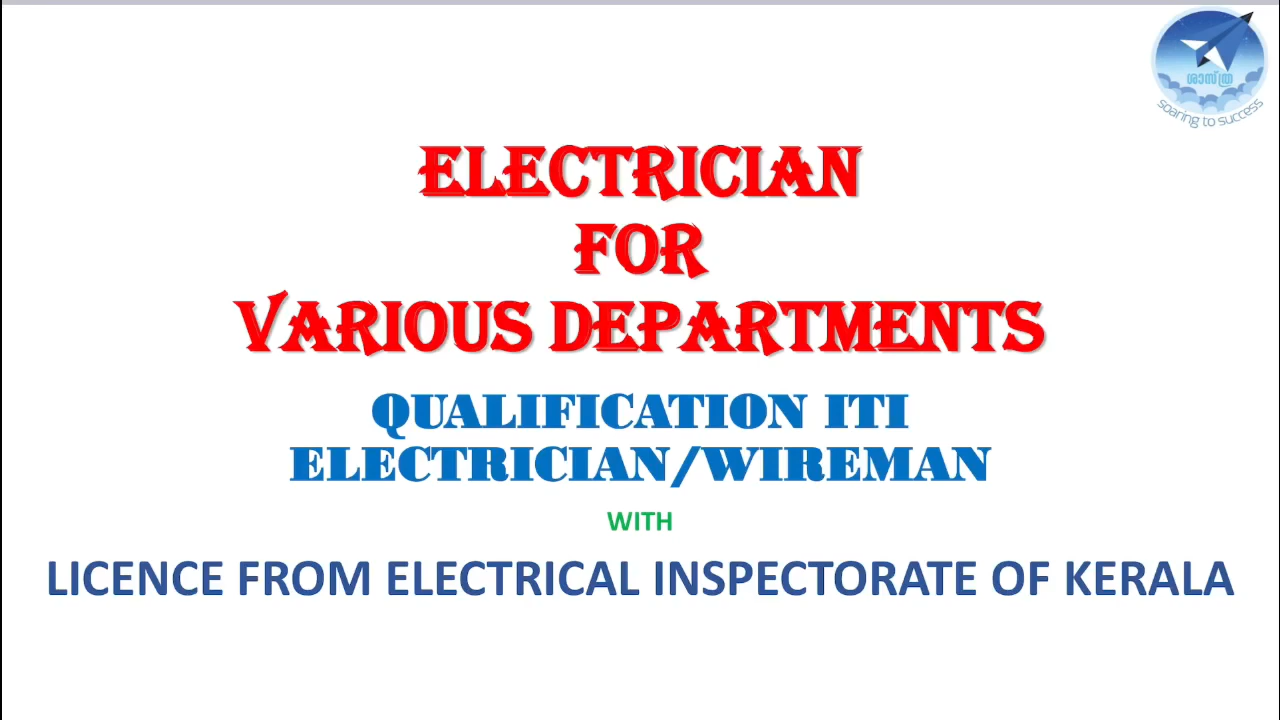 ശാസ്ത്ര
soaring to success
ELECTRICIAN
FOR
VARIOUS DEPARTMENTS
QUALIFICATION ITI
ELECTRICIAN/WIREMAN
WITH
LICENCE FROM ELECTRICAL INSPECTORATE OF KERALA